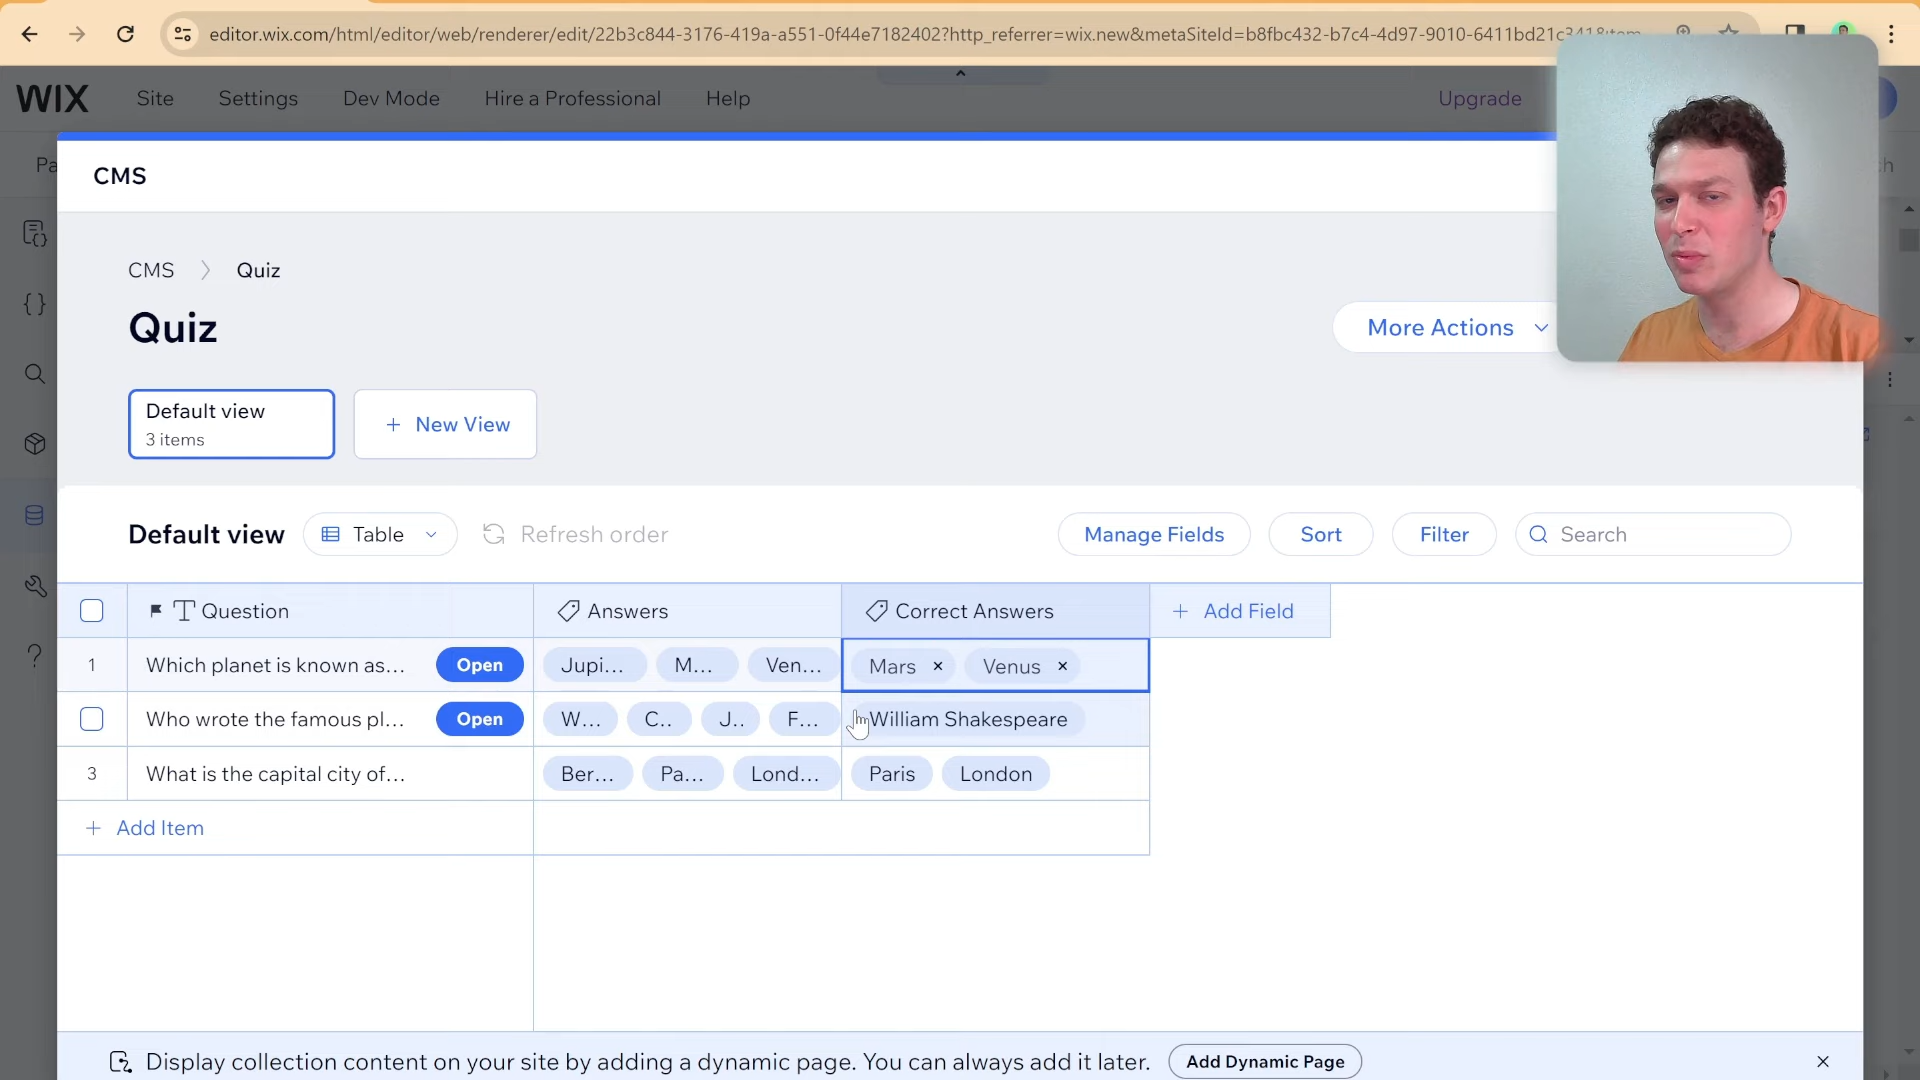 editor.wix.com/html/editor/web/renderer/edit/22b3c844-3176-419a-a551-0f44e7182402?http_referrer=wix.new&metaSiteId=b8fbc432-b7c4-4d97-9010-6411bd21c341&item
WIX Site Settings Dev Mode Hire a Professional Help Upgrade
Pa
CMS
CMS > Quiz
Quiz
More Actions
Default view
3 items
+ New View
Default view Table Refresh order Manage Fields Sort Filter Search
Question Answers Correct Answers + Add Field
1 Which planet is known as... Open Jupi... M... Ven... Mars × Venus ×
Who wrote the famous pl... Open W... C.. J.. F... William Shakespeare
3 What is the capital city of... Ber... Pa... Lond... Paris London
+ Add Item
Display collection content on your site by adding a dynamic page. You can always add it later. Add Dynamic Page ×